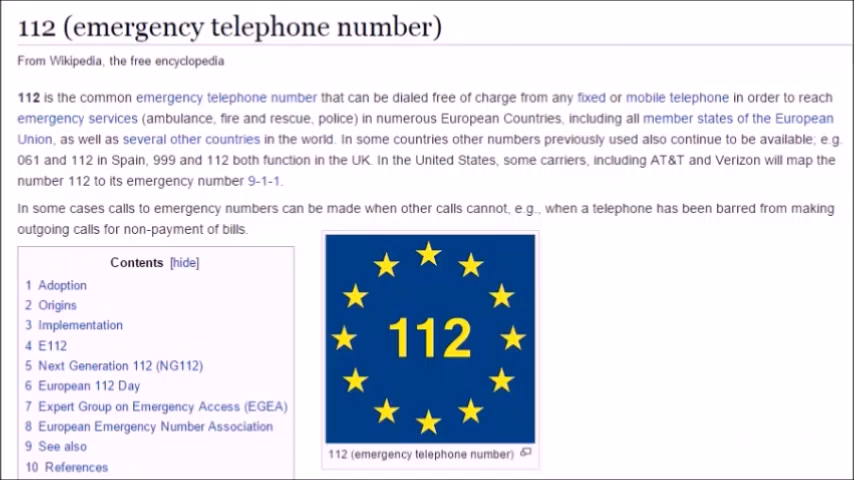 112 (emergency telephone number)
From Wikipedia, the free encyclopedia
112 is the common emergency telephone number that can be dialed free of charge from any fixed or mobile telephone in order to reach
emergency services (ambulance, fire and rescue, police) in numerous European Countries, including all member states of the European
Union, as well as several other countries in the world. In some countries other numbers previously used also continue to be available; e.g.
061 and 112 in Spain, 999 and 112 both function in the UK. In the United States, some carriers, including AT&T and Verizon will map the
number 112 to its emergency number 9-1-1.
In some cases calls to emergency numbers can be made when other calls cannot, e.g., when a telephone has been barred from making
outgoing calls for non-payment of bills.
Contents [hide]
1 Adoption
2 Origins
3 Implementation
4 E112
5 Next Generation 112 (NG112)
6 European 112 Day
7 Expert Group on Emergency Access (EGEA)
8 European Emergency Number Association
9 See also
10 References
112
112 (emergency telephone number)